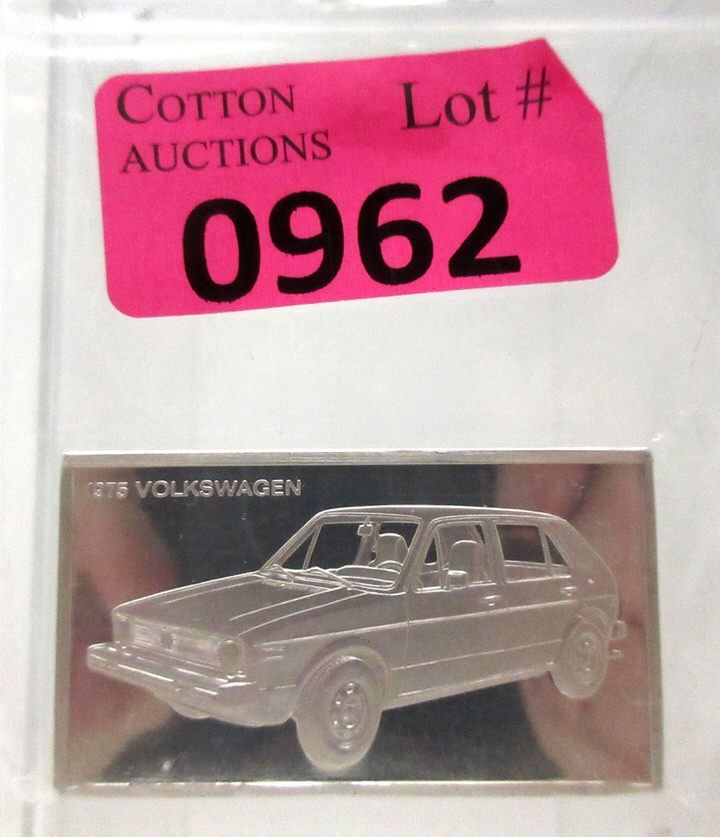 COTTON
AUCTIONS
Lot #
0962
1975 VOLKSWAGEN